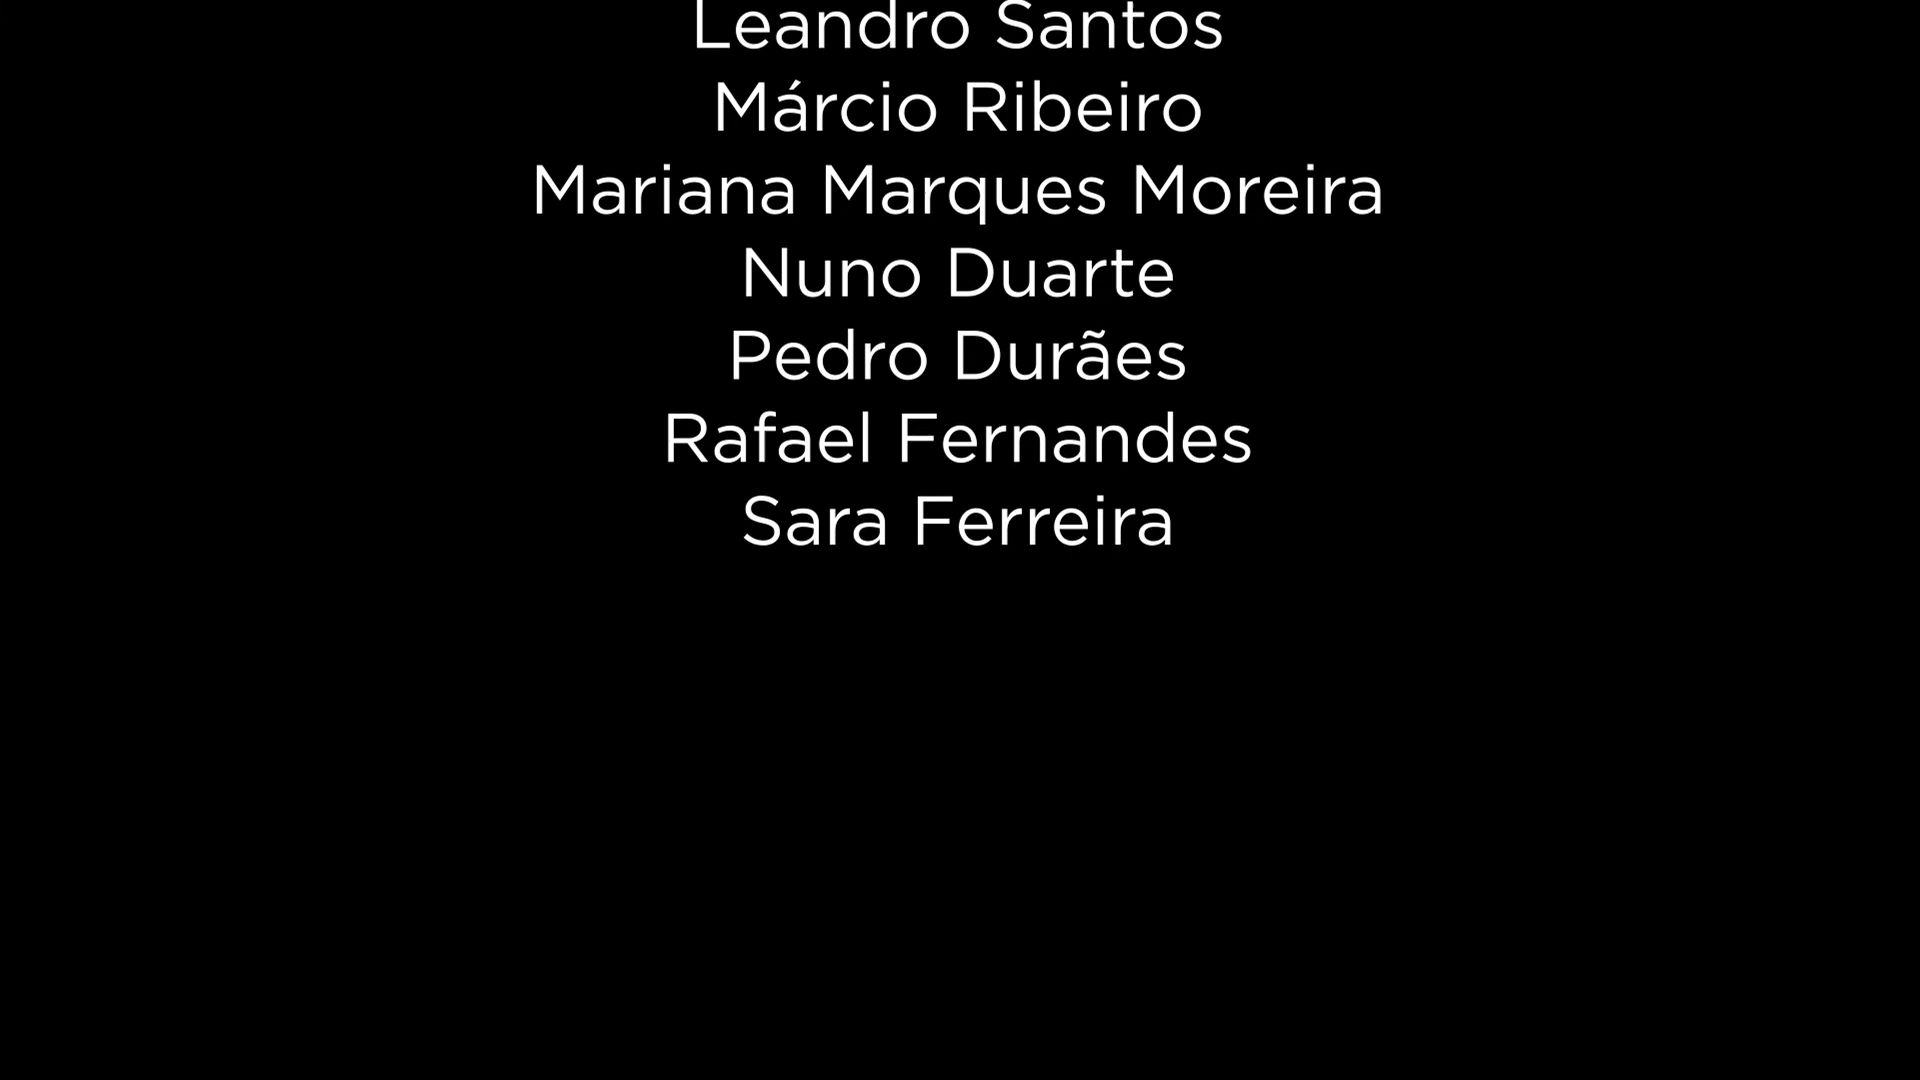 Leandro Santos
Márcio Ribeiro
Mariana Marques Moreira
Nuno Duarte
Pedro Durães
Rafael Fernandes
Sara Ferreira